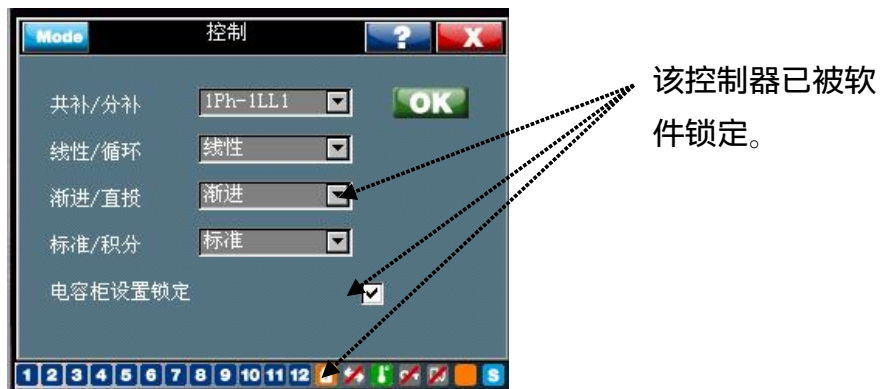 Mode 控制 ? X
共补/分补 1Ph-1LL1 OK
线性/循环 线性
渐进/直投 渐进
标准/积分 标准
电容柜设置锁定
1 2 3 4 5 6 7 8 9 10 11 12 S
该控制器已被软
件锁定。